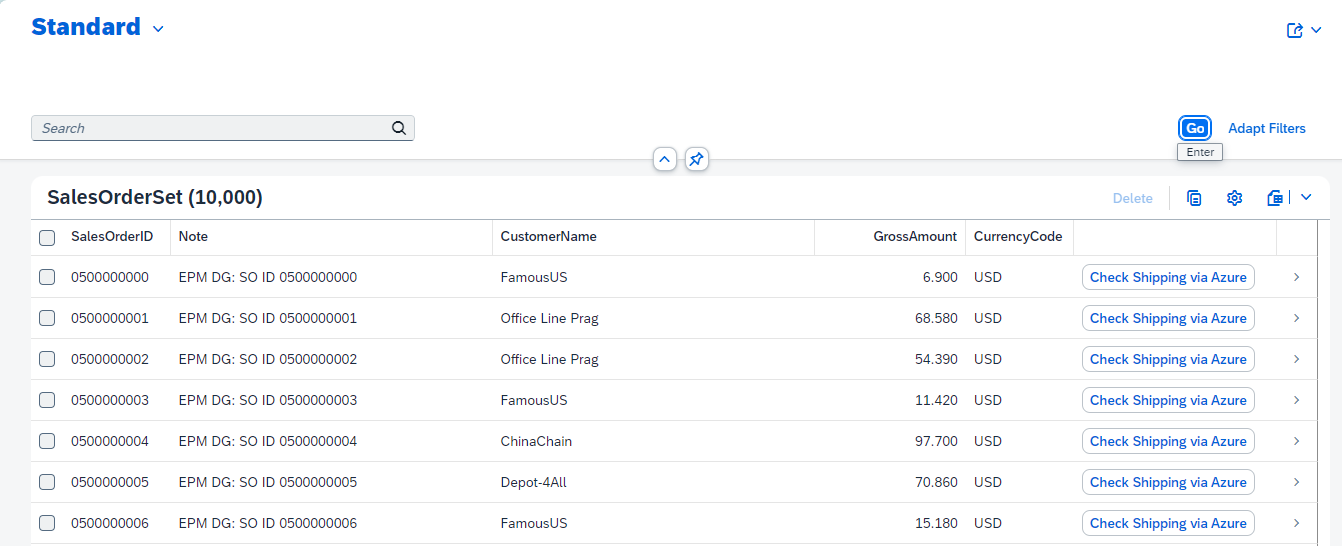 Standard
Search
Go
Adapt Filters
Enter
SalesOrderSet (10,000)
Delete
SalesOrderID Note CustomerName GrossAmount CurrencyCode
0500000000 EPM DG: SO ID 0500000000 FamousUS 6.900 USD Check Shipping via Azure
0500000001 EPM DG: SO ID 0500000001 Office Line Prag 68.580 USD Check Shipping via Azure
0500000002 EPM DG: SO ID 0500000002 Office Line Prag 54.390 USD Check Shipping via Azure
0500000003 EPM DG: SO ID 0500000003 FamousUS 11.420 USD Check Shipping via Azure
0500000004 EPM DG: SO ID 0500000004 ChinaChain 97.700 USD Check Shipping via Azure
0500000005 EPM DG: SO ID 0500000005 Depot-4All 70.860 USD Check Shipping via Azure
0500000006 EPM DG: SO ID 0500000006 FamousUS 15.180 USD Check Shipping via Azure